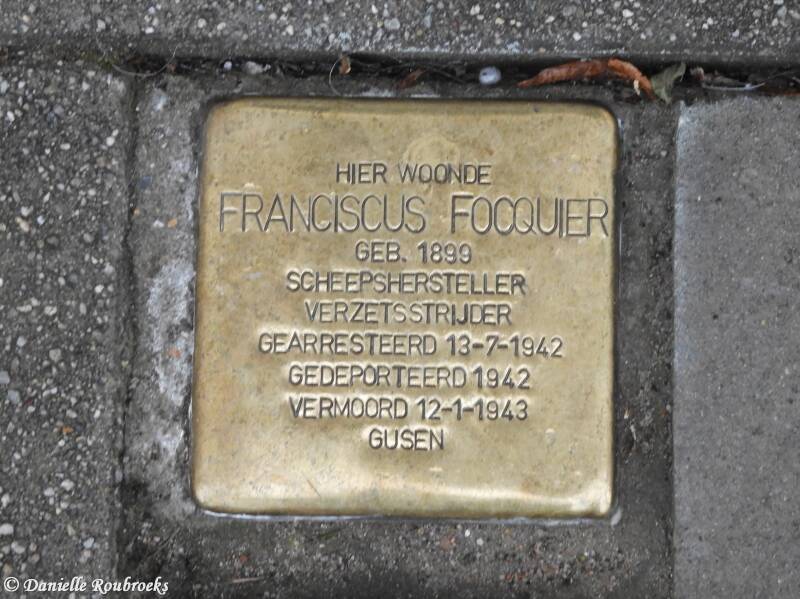 HIER WOONDE
FRANCISCUS FOCQUIER
GEB. 1899
SCHEEPSHERSTELLER
VERZETSSTRIJDER
GEARRESTEERD 13-7-1942
GEDEPORTEERD 1942
VERMOORD 12-1-1943
GUSEN
© Danielle Roubroeks